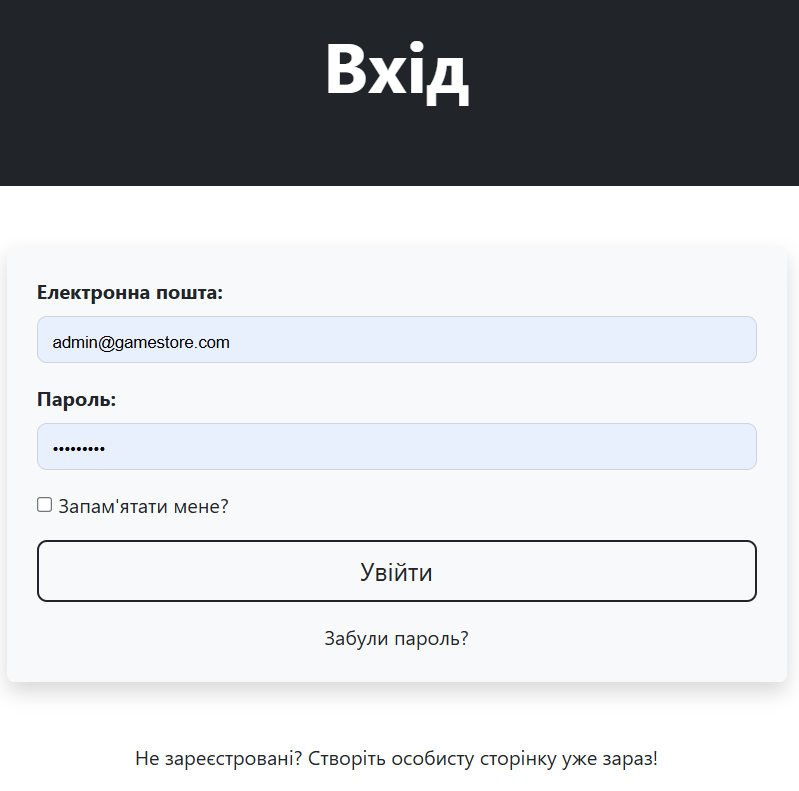 Вхід
Електронна пошта:
admin@gamestore.com
Пароль:
•••••••••
Запам'ятати мене?
Увійти
Забули пароль?
Не зареєстровані? Створіть особисту сторінку уже зараз!